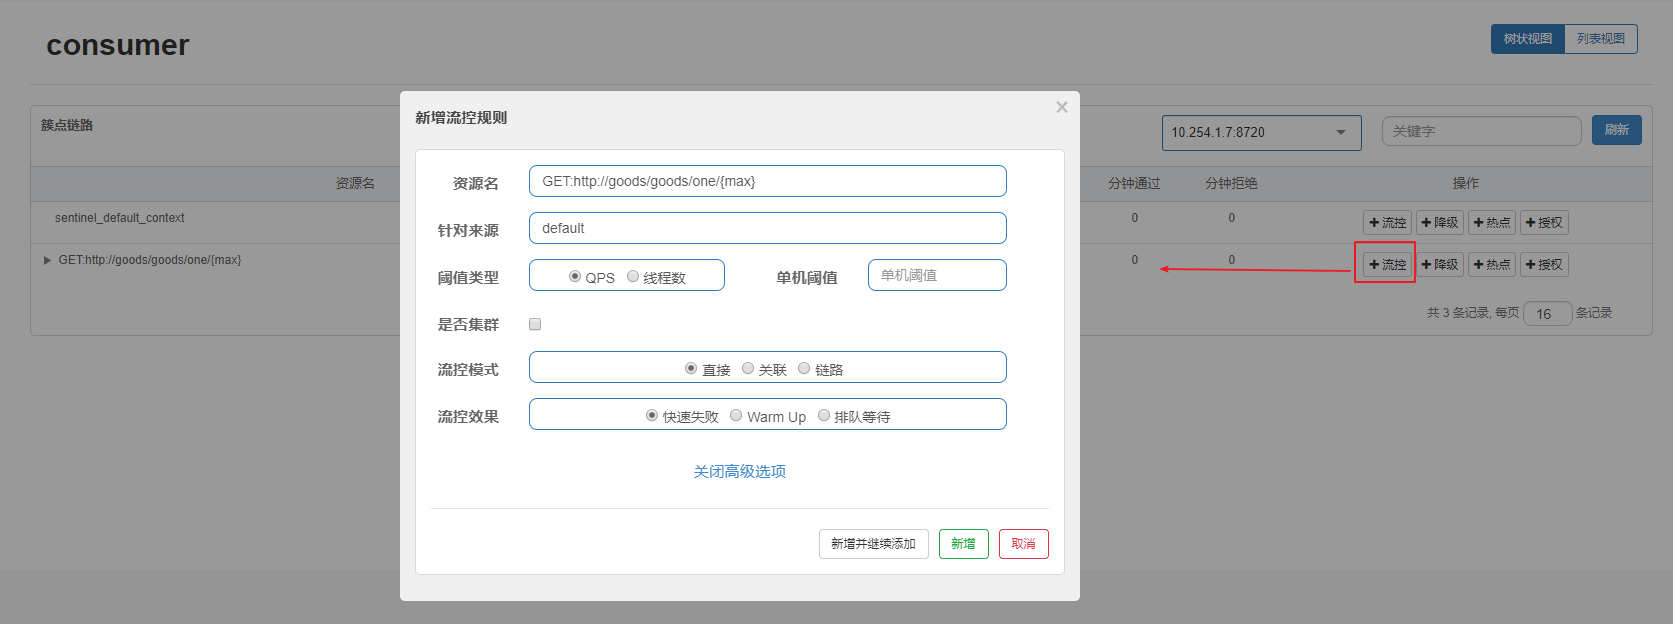 consumer
树状视图 列表视图
簇点链路
10.254.1.7:8720 关键字 刷新
资源名 分钟通过 分钟拒绝 操作
sentinel_default_context 0 0 +流控 +降级 +热点 +授权
GET:http://goods/goods/one/{max} 0 0 +流控 +降级 +热点 +授权
共 3 条记录, 每页 16 条记录
新增流控规则 ×
资源名 GET:http://goods/goods/one/{max}
针对来源 default
阈值类型 QPS 线程数 单机阈值 单机阈值
是否集群
流控模式 直接 关联 链路
流控效果 快速失败 Warm Up 排队等待
关闭高级选项
新增并继续添加 新增 取消